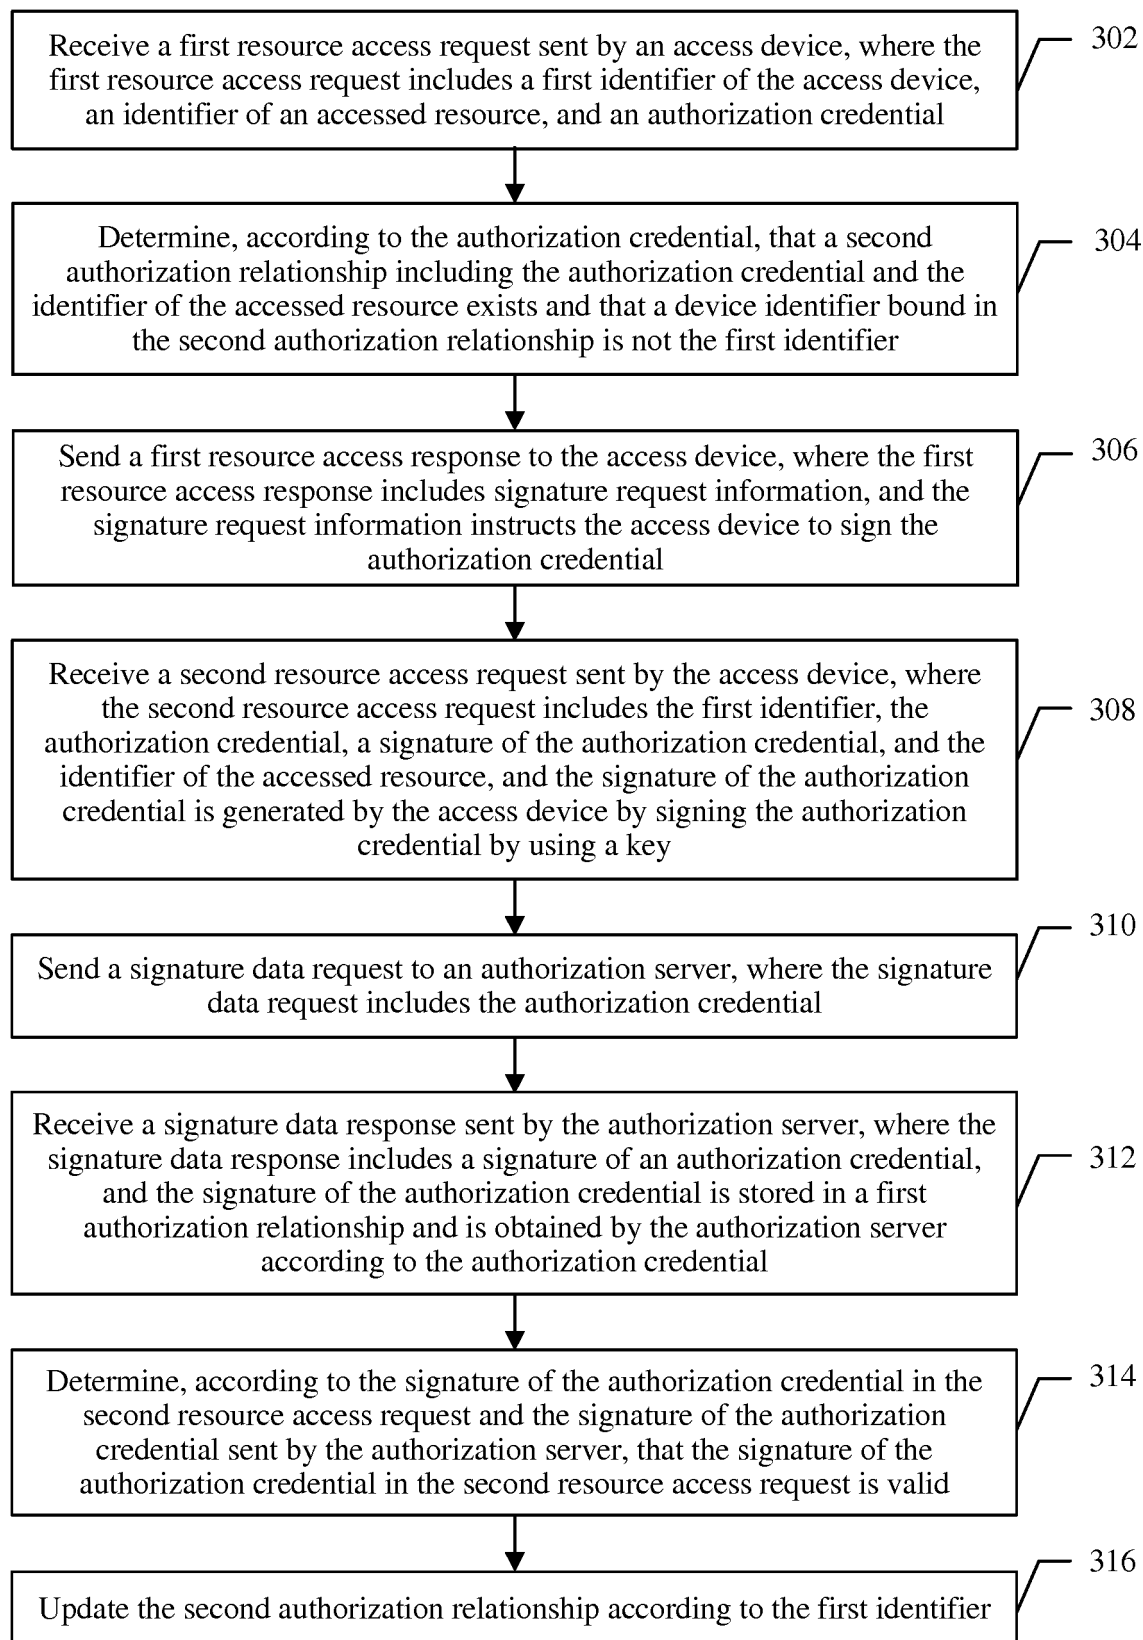 Receive a first resource access request sent by an access device, where the
first resource access request includes a first identifier of the access device,
an identifier of an accessed resource, and an authorization credential
302
Determine, according to the authorization credential, that a second
authorization relationship including the authorization credential and the
identifier of the accessed resource exists and that a device identifier bound in
the second authorization relationship is not the first identifier
304
Send a first resource access response to the access device, where the first
resource access response includes signature request information, and the
signature request information instructs the access device to sign the
authorization credential
306
Receive a second resource access request sent by the access device, where
the second resource access request includes the first identifier, the
authorization credential, a signature of the authorization credential, and the
identifier of the accessed resource, and the signature of the authorization
credential is generated by the access device by signing the authorization
credential by using a key
308
Send a signature data request to an authorization server, where the signature
data request includes the authorization credential
310
Receive a signature data response sent by the authorization server, where the
signature data response includes a signature of an authorization credential,
and the signature of the authorization credential is stored in a first
authorization relationship and is obtained by the authorization server
according to the authorization credential
312
Determine, according to the signature of the authorization credential in the
second resource access request and the signature of the authorization
credential sent by the authorization server, that the signature of the
authorization credential in the second resource access request is valid
314
Update the second authorization relationship according to the first identifier
316